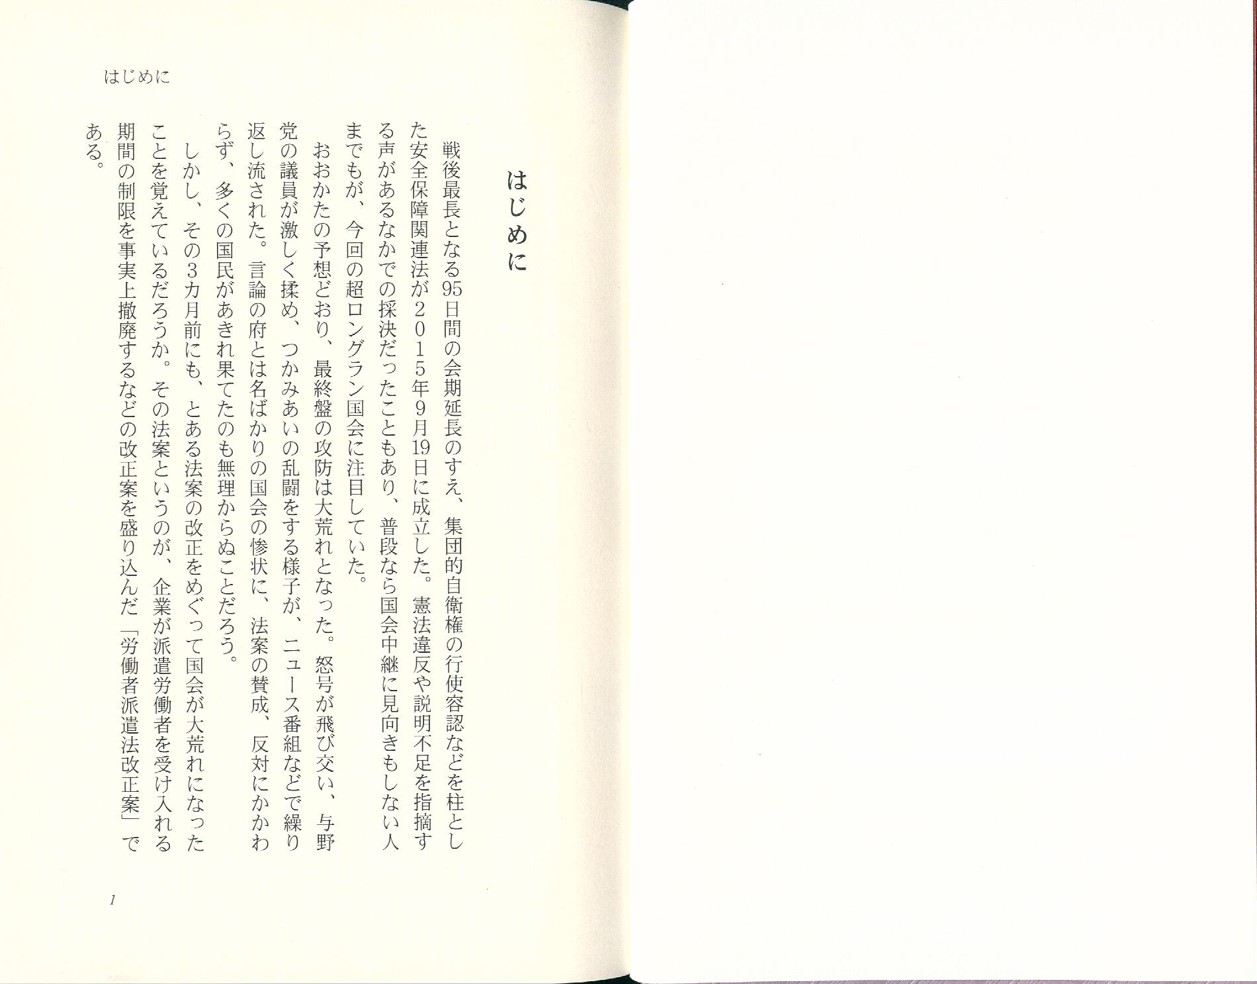 はじめに
はじめに
戦後最長となる95日間の会期延長のすえ、集団的自衛権の行使容認などを柱とし
た安全保障関連法が2015年9月19日に成立した。憲法違反や説明不足を指摘す
る声があるなかでの採決だったこともあり、普段なら国会中継に見向きもしない人
までもが、今回の超ロングラン国会に注目していた。
おおかたの予想どおり、最終盤の攻防は大荒れとなった。怒号が飛び交い、与野
党の議員が激しく揉め、つかみあいの乱闘をする様子が、ニュース番組などで繰り
返し流された。言論の府とは名ばかりの国会の惨状に、法案の賛成、反対にかかわ
らず、多くの国民があきれ果てたのも無理からぬことだろう。
しかし、その3カ月前にも、とある法案の改正をめぐって国会が大荒れになった
ことを覚えているだろうか。その法案というのが、企業が派遣労働者を受け入れる
期間の制限を事実上撤廃するなどの改正案を盛り込んだ「労働者派遣法改正案」で
ある。
1